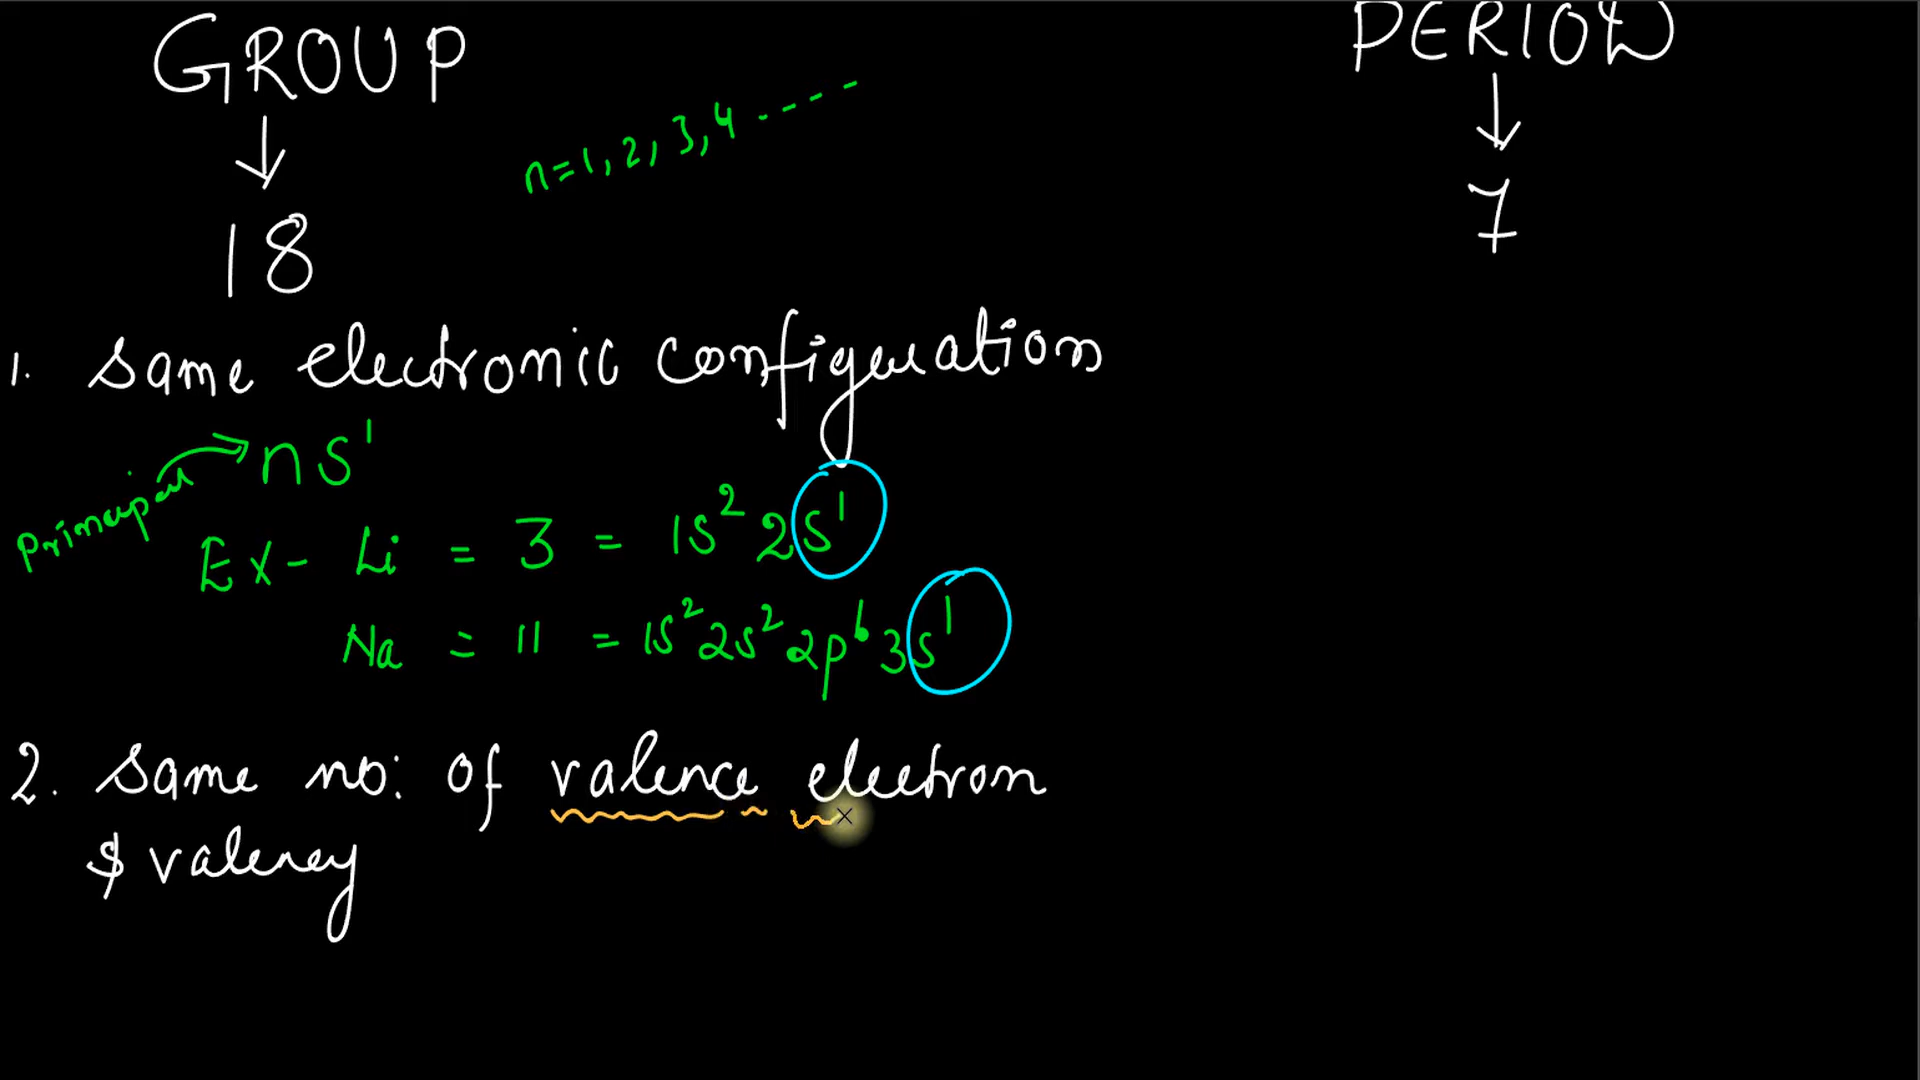 GROUP
PERIOD
n=1, 2, 3, 4 - - - -
18
7
1. Same electronic configuration
ns¹
Principal
Ex- Li = 3 = 1s² 2s¹
Na = 11 = 1s² 2s² 2p⁶ 3s¹
2. Same no: of valence electron
& valency